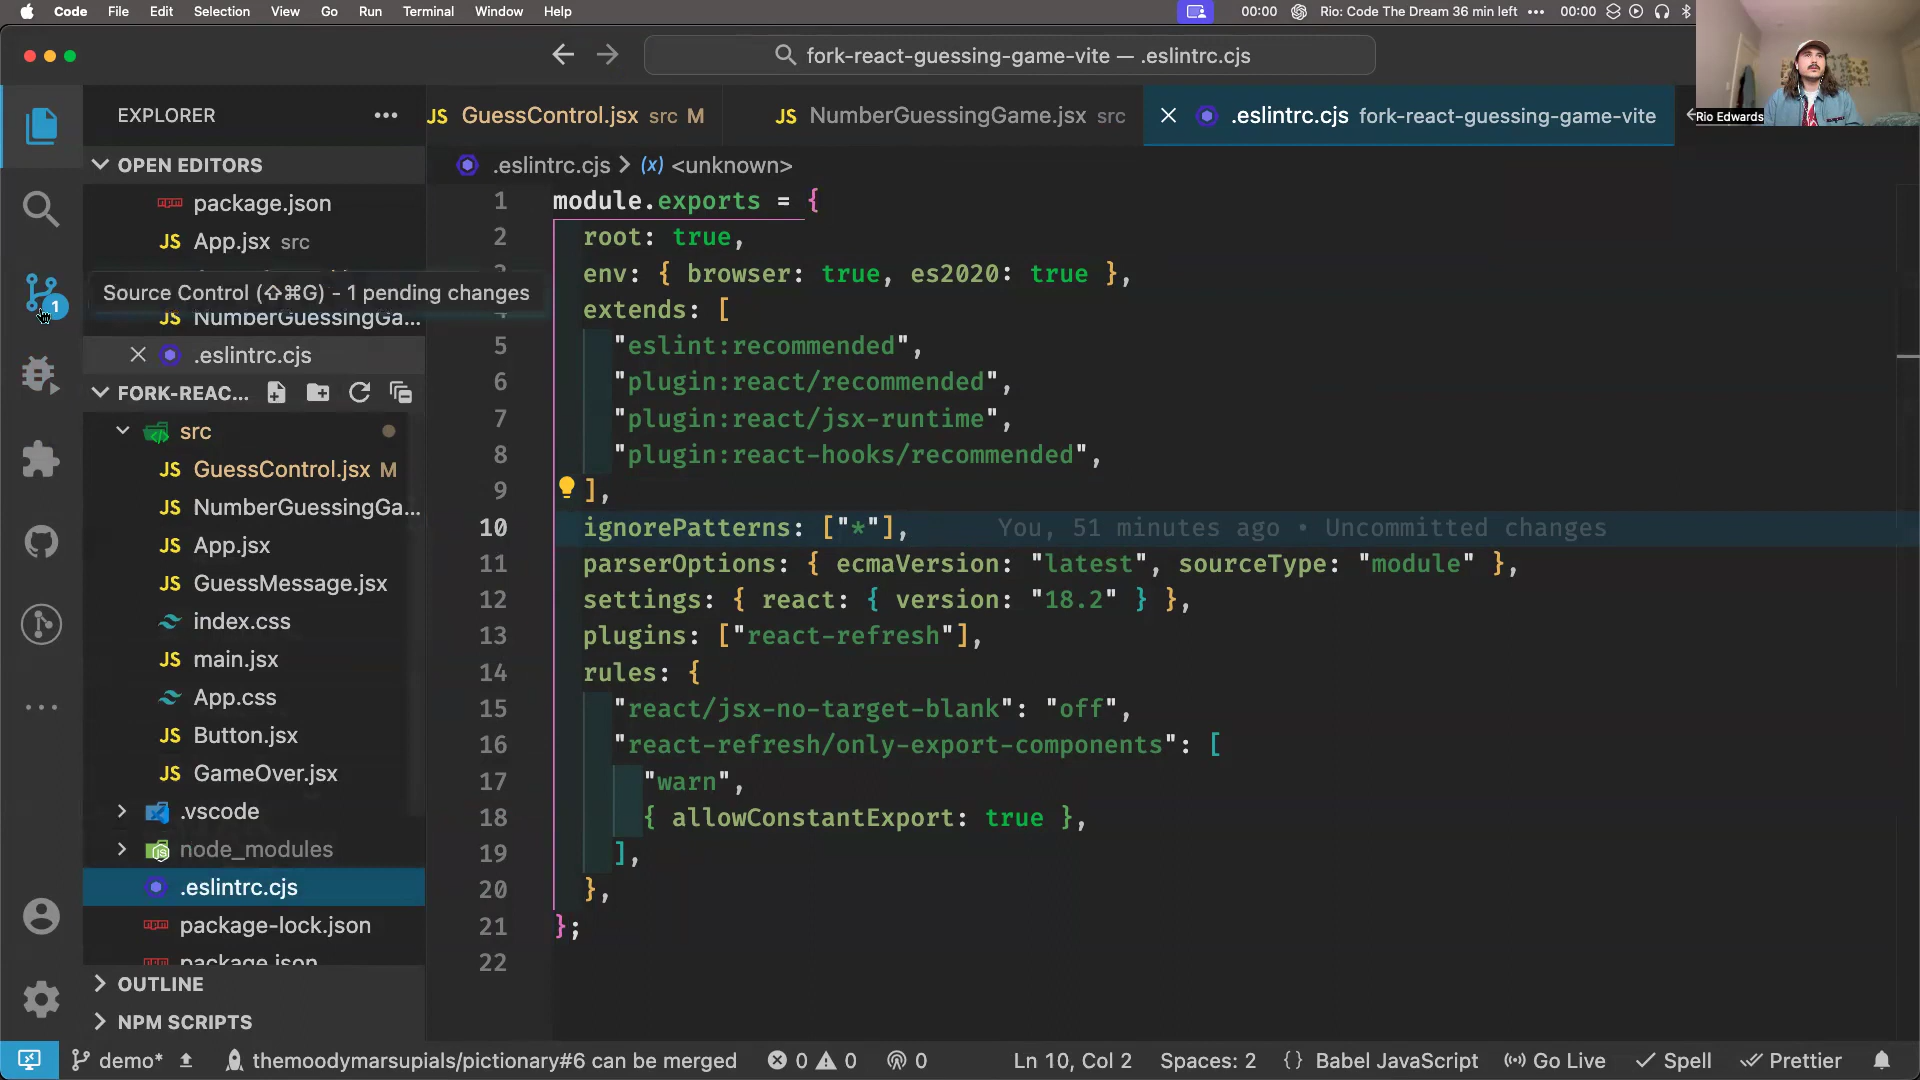 Code File Edit Selection View Go Run Terminal Window Help 00:00 Rio: Code The Dream 36 min left ••• 00:00
fork-react-guessing-game-vite — .eslintrc.cjs
Rio Edwards
EXPLORER
JS GuessControl.jsx src M
JS NumberGuessingGame.jsx src
.eslintrc.cjs fork-react-guessing-game-vite
OPEN EDITORS
package.json
JS App.jsx src
Source Control (⇧⌘G) - 1 pending changes
1
JS NumberGuessingGa...
.eslintrc.cjs
FORK-REAC...
src
JS GuessControl.jsx M
JS NumberGuessingGa...
JS App.jsx
JS GuessMessage.jsx
index.css
JS main.jsx
App.css
JS Button.jsx
JS GameOver.jsx
.vscode
node_modules
.eslintrc.cjs
package-lock.json
package.json
OUTLINE
NPM SCRIPTS
.eslintrc.cjs > (x) <unknown>
1 module.exports = {
2 root: true,
env: { browser: true, es2020: true },
extends: [
5 "eslint:recommended",
6 "plugin:react/recommended",
7 "plugin:react/jsx-runtime",
8 "plugin:react-hooks/recommended",
9 ],
10 ignorePatterns: ["*"], You, 51 minutes ago • Uncommitted changes
11 parserOptions: { ecmaVersion: "latest", sourceType: "module" },
12 settings: { react: { version: "18.2" } },
13 plugins: ["react-refresh"],
14 rules: {
15 "react/jsx-no-target-blank": "off",
16 "react-refresh/only-export-components": [
17 "warn",
18 { allowConstantExport: true },
19 ],
20 },
21 };
22
demo* themoodymarsupials/pictionary#6 can be merged 0 0 0 Ln 10, Col 2 Spaces: 2 {} Babel JavaScript Go Live Spell Prettier